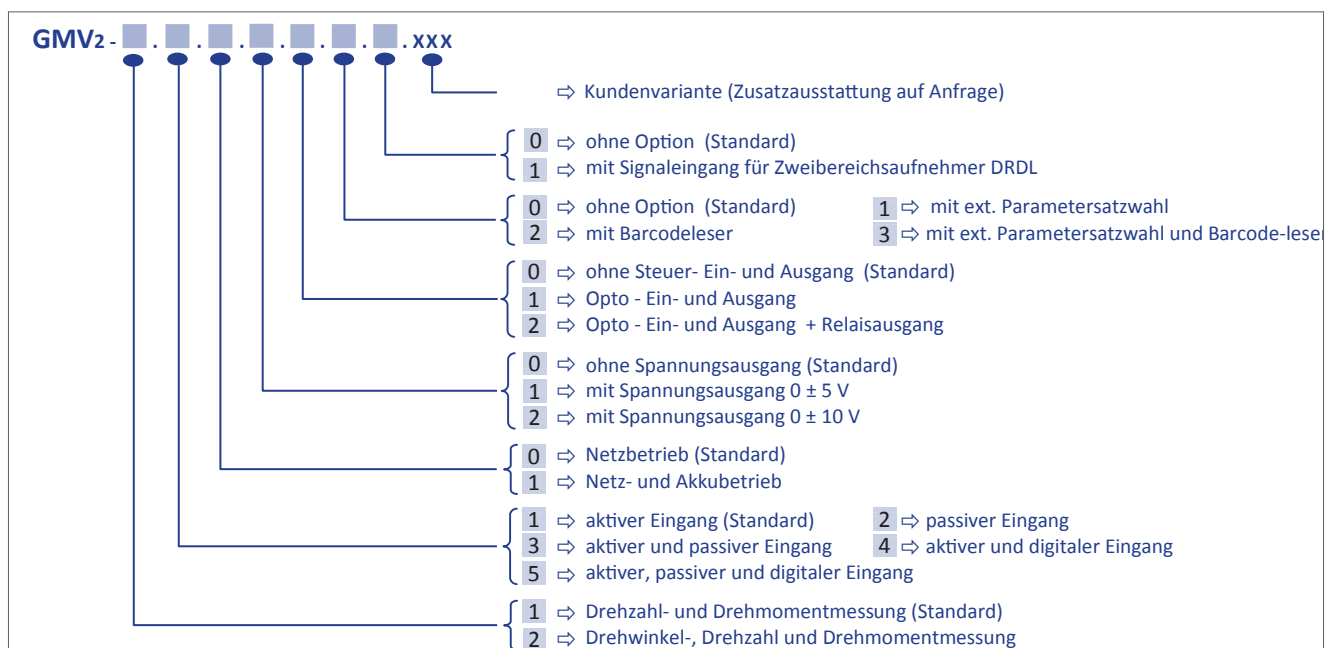 GMV2 - . . . . . . . xxx
⇨ Kundenvariante (Zusatzausstattung auf Anfrage)
0 ⇨ ohne Option (Standard)
1 ⇨ mit Signaleingang für Zweibereichsaufnehmer DRDL
0 ⇨ ohne Option (Standard) 1 ⇨ mit ext. Parametersatzwahl
2 ⇨ mit Barcodeleser 3 ⇨ mit ext. Parametersatzwahl und Barcode-leser
0 ⇨ ohne Steuer- Ein- und Ausgang (Standard)
1 ⇨ Opto - Ein- und Ausgang
2 ⇨ Opto - Ein- und Ausgang + Relaisausgang
0 ⇨ ohne Spannungsausgang (Standard)
1 ⇨ mit Spannungsausgang 0 ± 5 V
2 ⇨ mit Spannungsausgang 0 ± 10 V
0 ⇨ Netzbetrieb (Standard)
1 ⇨ Netz- und Akkubetrieb
1 ⇨ aktiver Eingang (Standard) 2 ⇨ passiver Eingang
3 ⇨ aktiver und passiver Eingang 4 ⇨ aktiver und digitaler Eingang
5 ⇨ aktiver, passiver und digitaler Eingang
1 ⇨ Drehzahl- und Drehmomentmessung (Standard)
2 ⇨ Drehwinkel-, Drehzahl und Drehmomentmessung